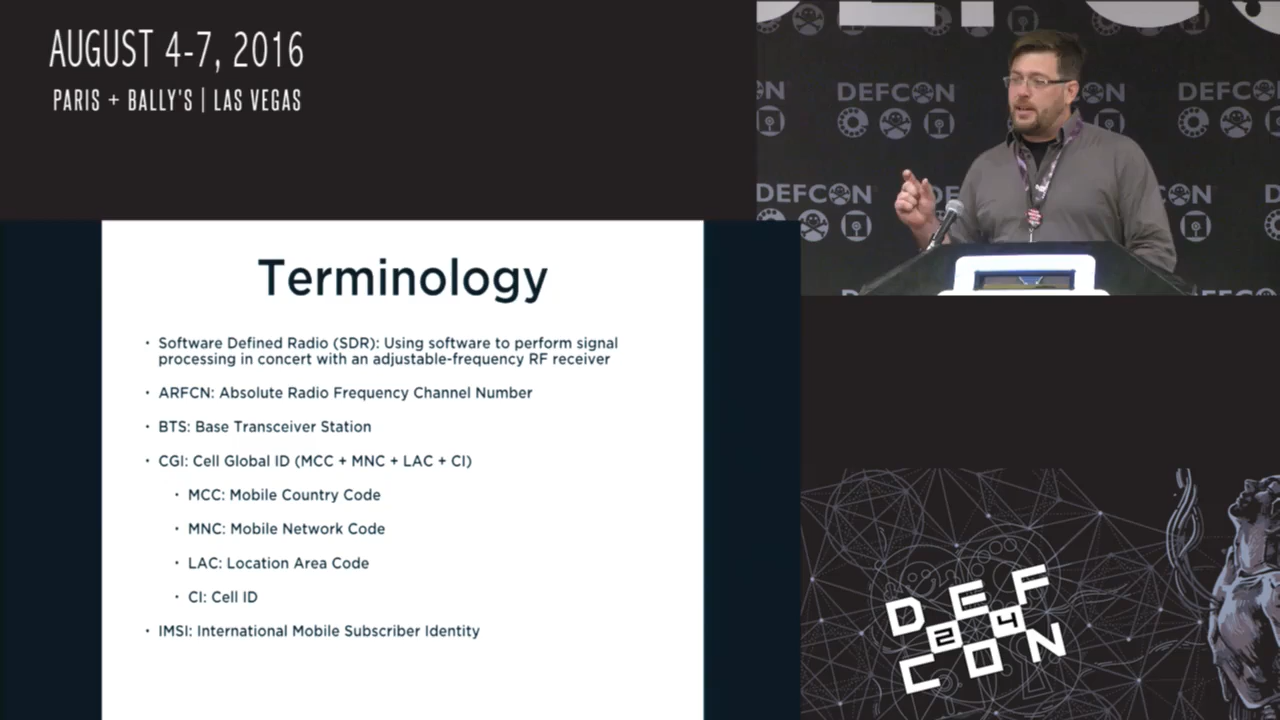 AUGUST 4-7, 2016
PARIS + BALLY'S | LAS VEGAS
DEFCON
DEFCON
DEFCON
Terminology
• Software Defined Radio (SDR): Using software to perform signal
processing in concert with an adjustable-frequency RF receiver
• ARFCN: Absolute Radio Frequency Channel Number
• BTS: Base Transceiver Station
• CGI: Cell Global ID (MCC + MNC + LAC + CI)
• MCC: Mobile Country Code
• MNC: Mobile Network Code
• LAC: Location Area Code
• CI: Cell ID
• IMSI: International Mobile Subscriber Identity
DEF
24
CON